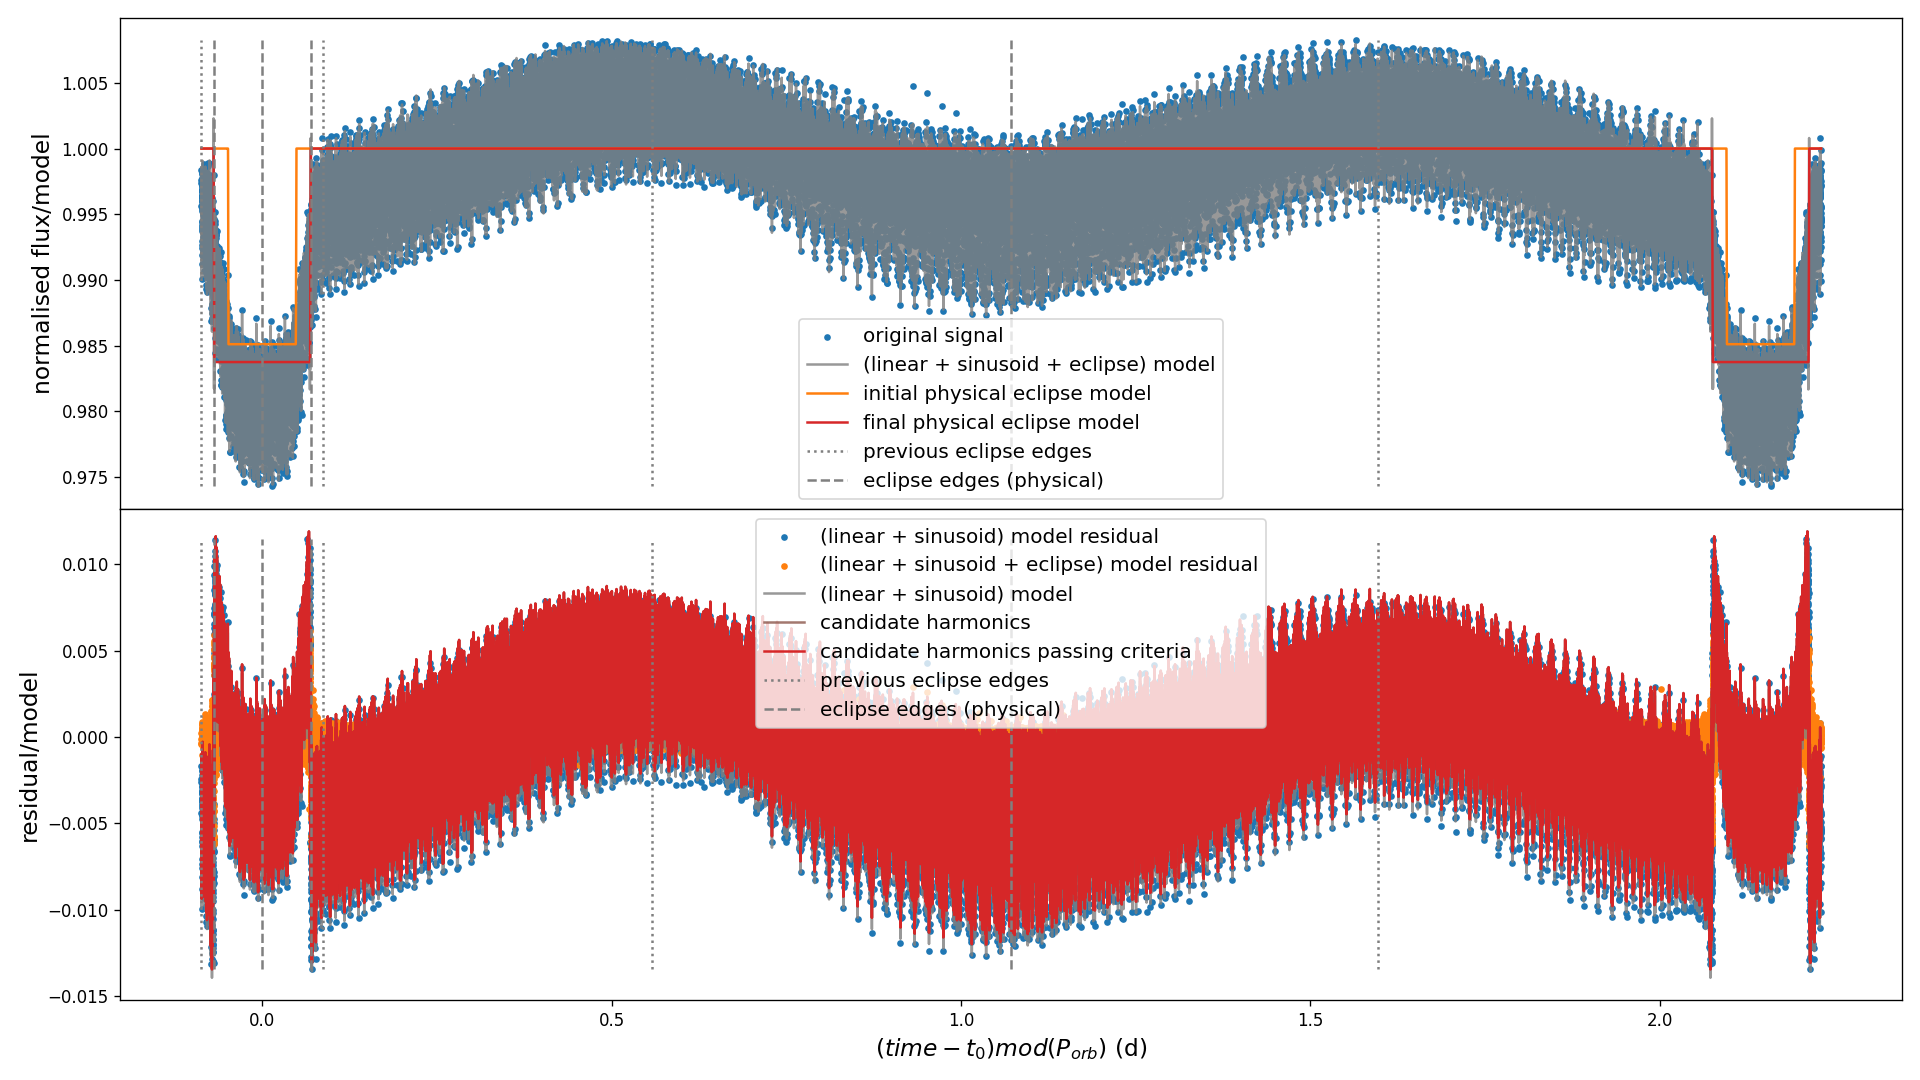 normalised flux/model
1.005
1.000
0.995
0.990
0.985
0.980
0.975
original signal
(linear + sinusoid + eclipse) model
initial physical eclipse model
final physical eclipse model
previous eclipse edges
eclipse edges (physical)
residual/model
0.010
0.005
0.000
−0.005
−0.010
−0.015
(linear + sinusoid) model residual
(linear + sinusoid + eclipse) model residual
(linear + sinusoid) model
candidate harmonics
candidate harmonics passing criteria
previous eclipse edges
eclipse edges (physical)
0.0 0.5 1.0 1.5 2.0
(time − t₀)mod(Pₒᵣb) (d)